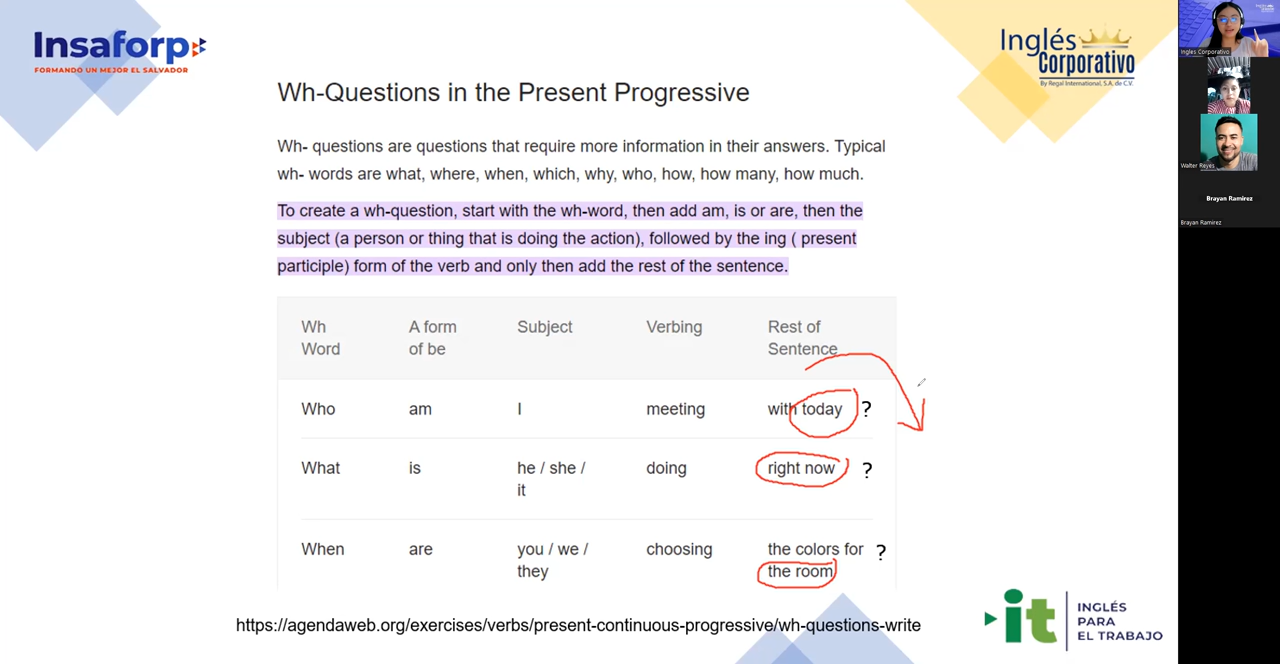 Insaforp
FORMANDO UN MEJOR EL SALVADOR
Inglés
Corporativo
By Regal International, S.A. de C.V.
Wh-Questions in the Present Progressive
Wh- questions are questions that require more information in their answers. Typical
wh- words are what, where, when, which, why, who, how, how many, how much.
To create a wh-question, start with the wh-word, then add am, is or are, then the
subject (a person or thing that is doing the action), followed by the ing ( present
participle) form of the verb and only then add the rest of the sentence.
Wh Word A form of be Subject Verbing Rest of Sentence
Who am I meeting with today ?
What is he / she / it doing right now ?
When are you / we / they choosing the colors for the room ?
https://agendaweb.org/exercises/verbs/present-continuous-progressive/wh-questions-write
it
INGLÉS
PARA
EL TRABAJO
Ingles Corporativo
Walter Reyes
Brayan Ramirez
Brayan Ramirez